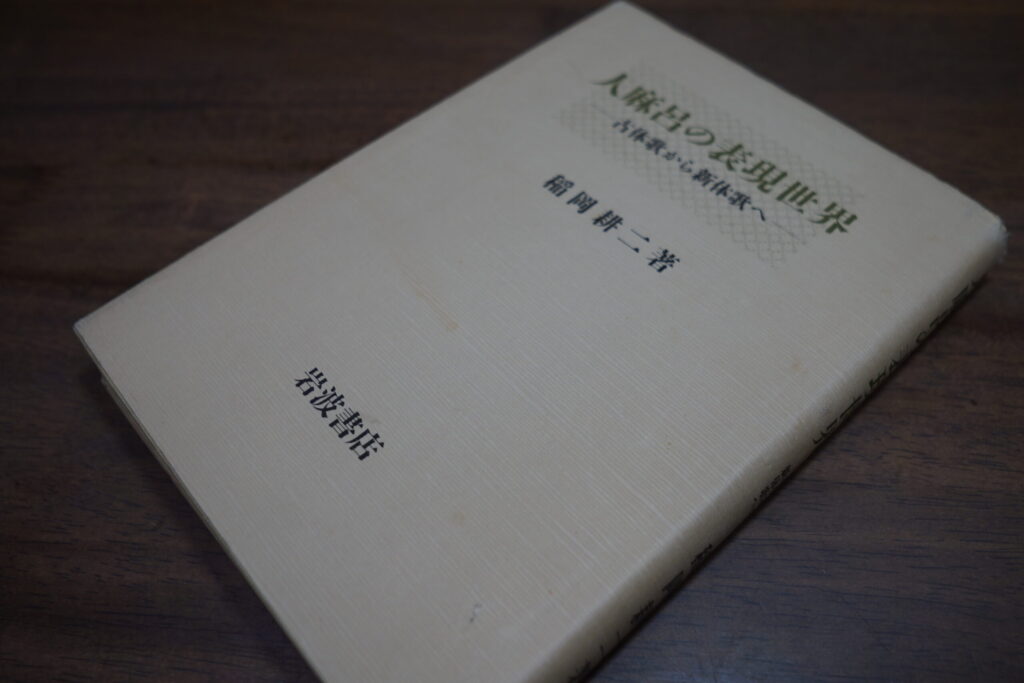 人麻呂の表現世界
―古体歌から新体歌へ―
稲岡耕二著
岩波書店